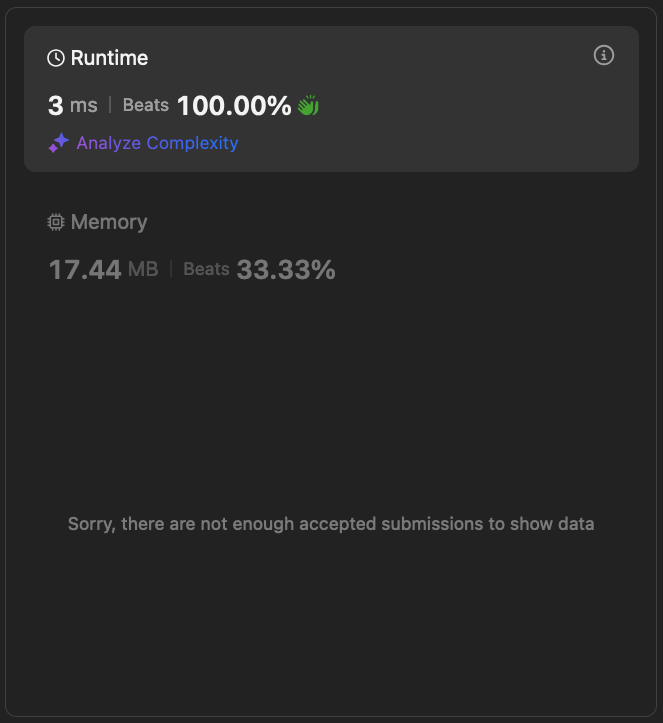 Runtime
3 ms | Beats 100.00%
Analyze Complexity
Memory
17.44 MB | Beats 33.33%
Sorry, there are not enough accepted submissions to show data